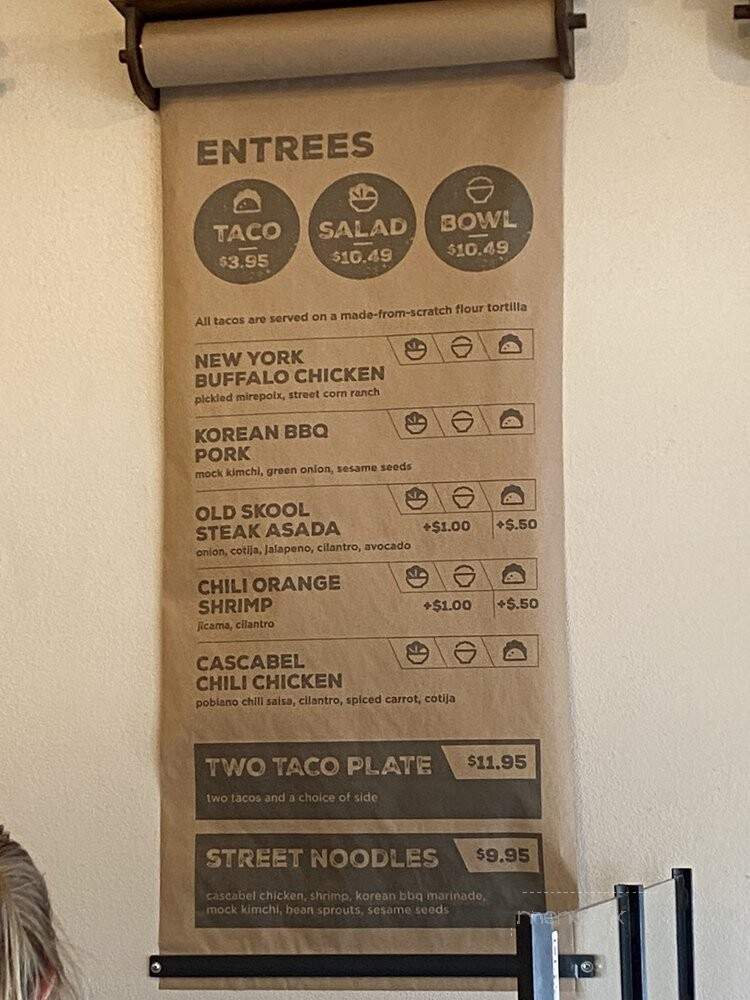 ENTREES
TACO
$3.95
SALAD
$10.49
BOWL
$10.49
All tacos are served on a made-from-scratch flour tortilla
NEW YORK
BUFFALO CHICKEN
pickled mirepoix, street corn ranch
KOREAN BBQ
PORK
mock kimchi, green onion, sesame seeds
OLD SKOOL
STEAK ASADA
+$1.00
+$.50
onion, cotija, jalapeno, cilantro, avocado
CHILI ORANGE
SHRIMP
+$1.00
+$.50
jicama, cilantro
CASCABEL
CHILI CHICKEN
poblano chili salsa, cilantro, spiced carrot, cotija
TWO TACO PLATE
$11.95
two tacos and a choice of side
STREET NOODLES
$9.95
cascabel chicken, shrimp, korean bbq marinade,
mock kimchi, bean sprouts, sesame seeds